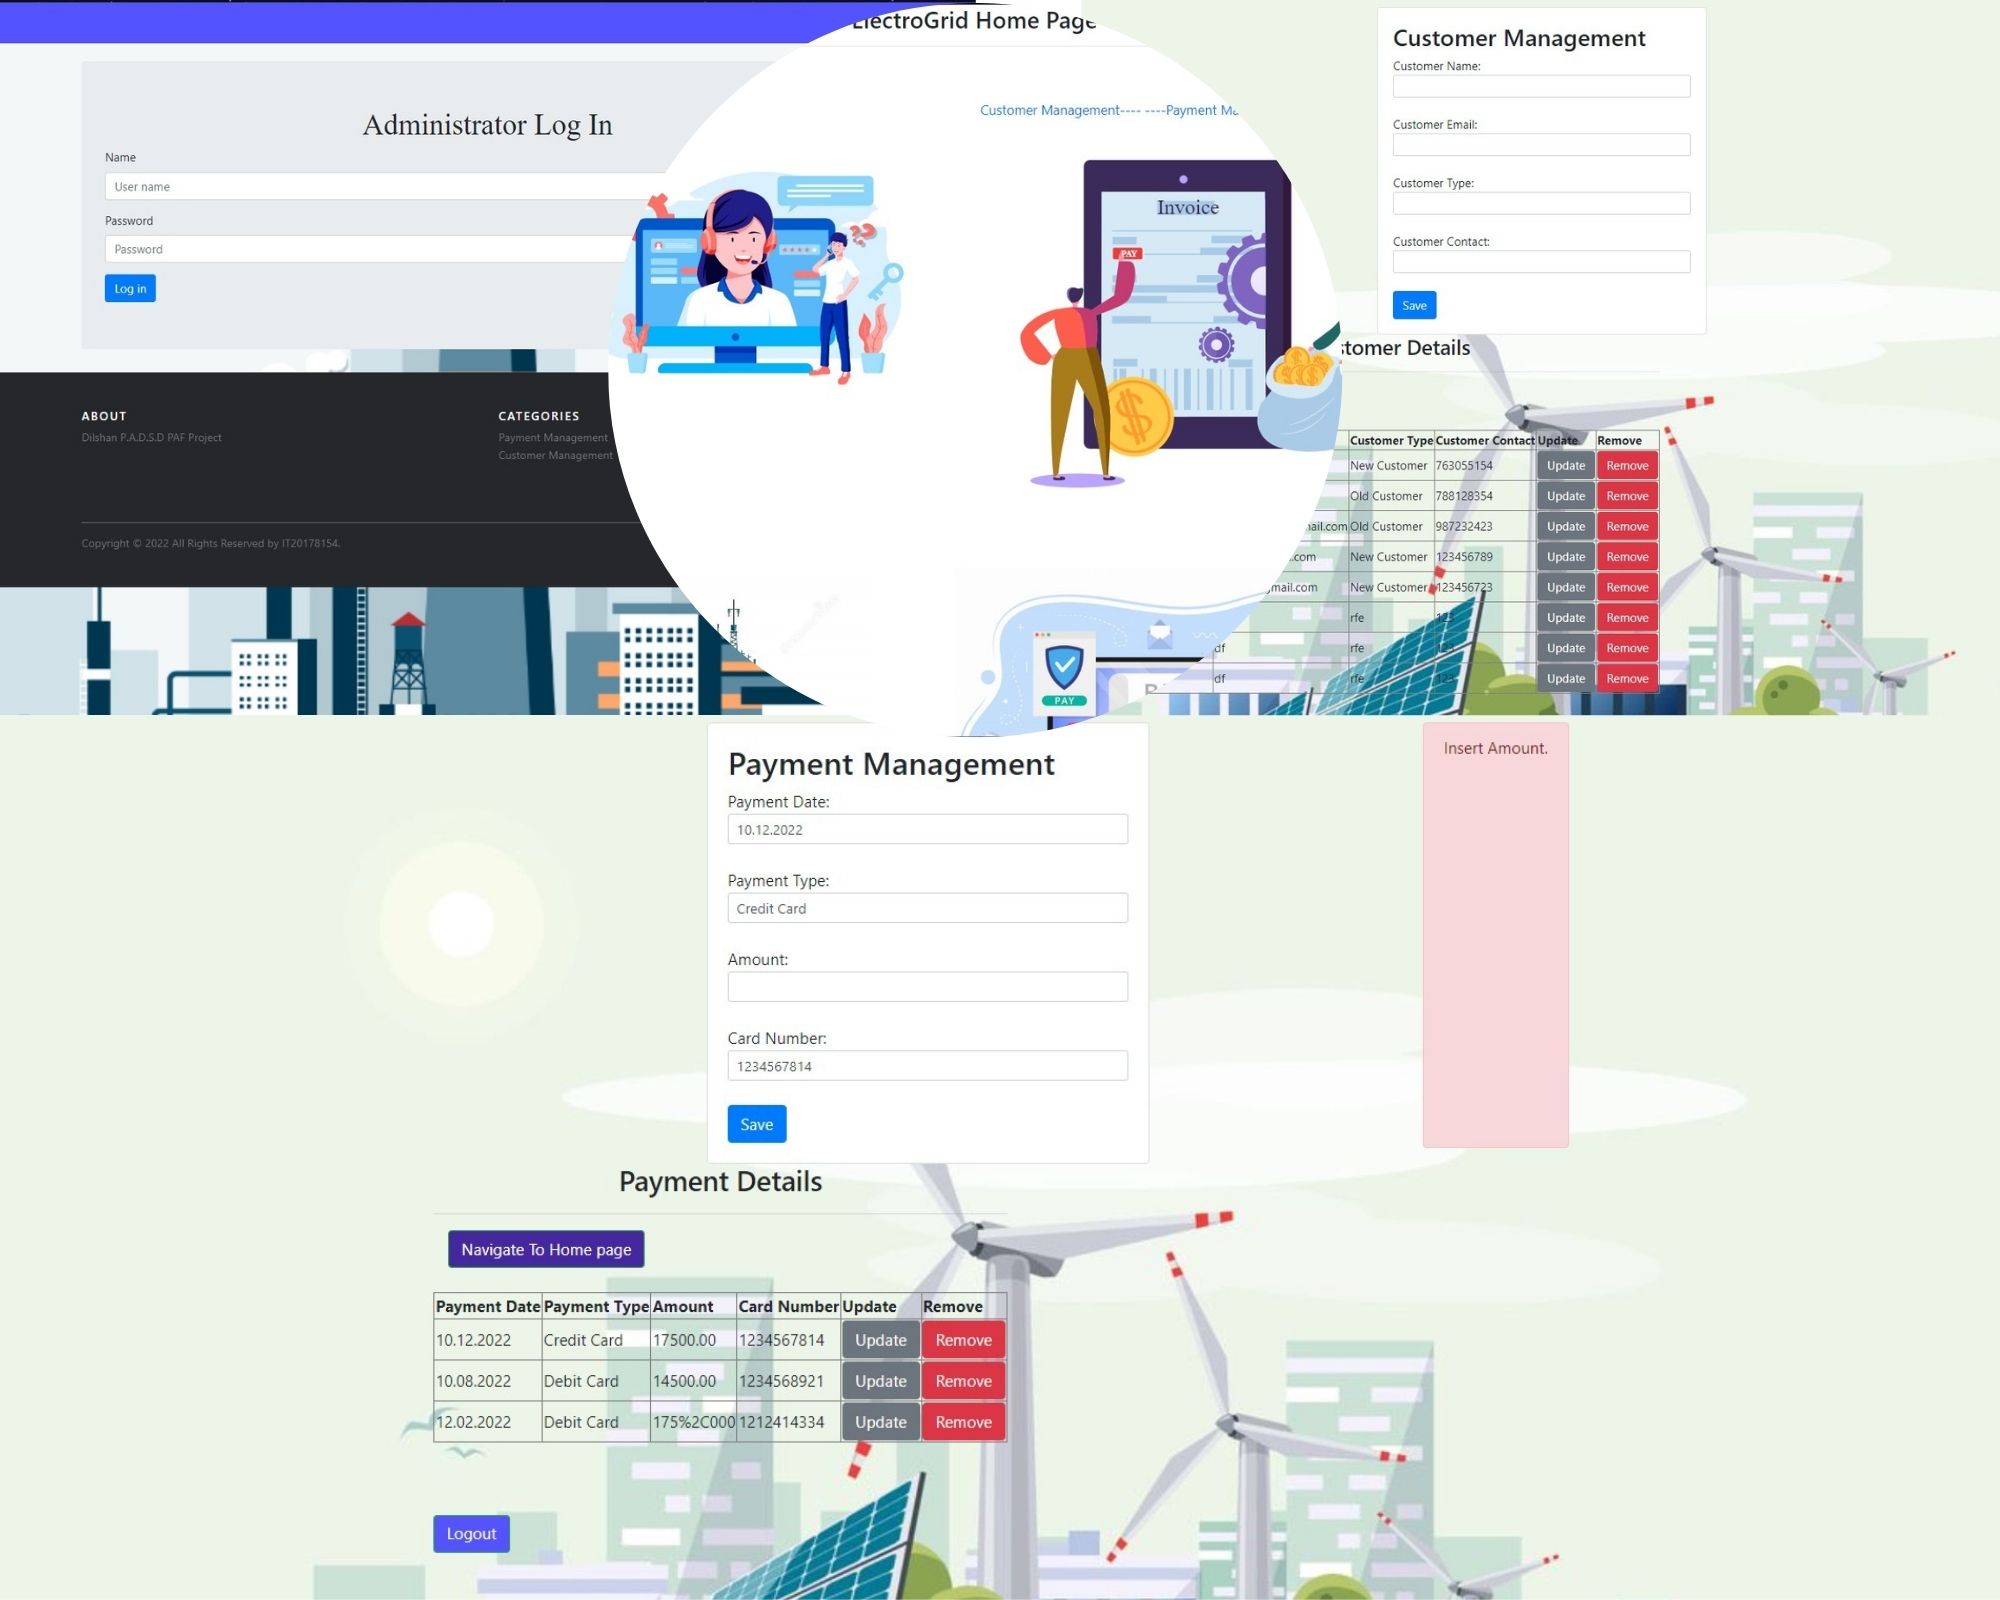 ElectroGrid Home Page
Administrator Log In
Name
User name
Password
Password
Log in
ABOUT
Dilshan P.A.D.S.D PAF Project
CATEGORIES
Payment Management
Customer Management
Copyright © 2022 All Rights Reserved by IT20178154.
Customer Management---- ----Payment Ma
Invoice
PAY
PAY
Customer Management
Customer Name:
Customer Email:
Customer Type:
Customer Contact:
Save
stomer Details
Customer Type Customer Contact Update Remove
New Customer 763055154 Update Remove
Old Customer 788128354 Update Remove
mail.com Old Customer 987232423 Update Remove
.com New Customer 123456789 Update Remove
gmail.com New Customer 123456723 Update Remove
rfe 123 Update Remove
df rfe 123 Update Remove
df rfe 123 Update Remove
Payment Management
Payment Date:
10.12.2022
Payment Type:
Credit Card
Amount:
Card Number:
1234567814
Save
Insert Amount.
Payment Details
Navigate To Home page
Payment Date Payment Type Amount Card Number Update Remove
10.12.2022 Credit Card 17500.00 1234567814 Update Remove
10.08.2022 Debit Card 14500.00 1234568921 Update Remove
12.02.2022 Debit Card 175%2C000 1212414334 Update Remove
Logout